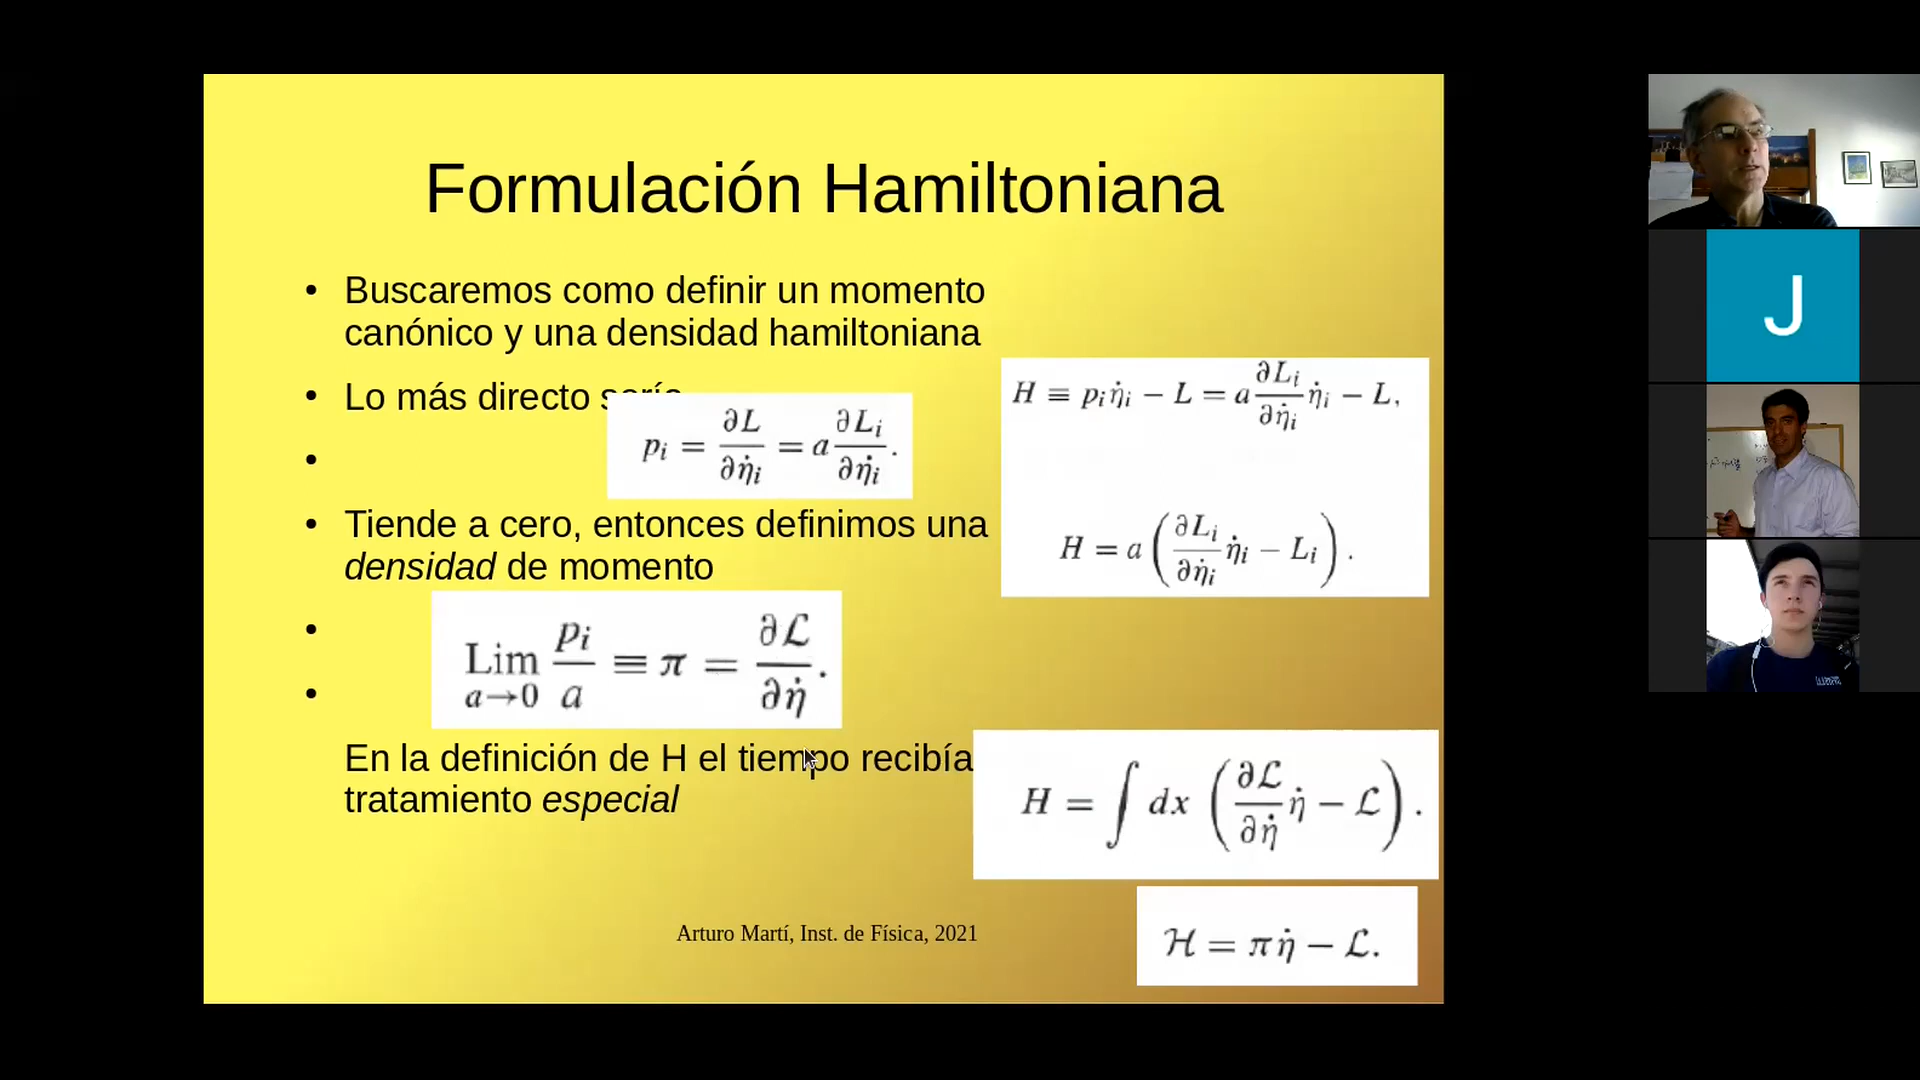 Formulación Hamiltoniana
• Buscaremos como definir un momento
canónico y una densidad hamiltoniana
• Lo más directo sería
•
p_i = ∂L/∂η̇_i = a ∂L_i/∂η̇_i.
• Tiende a cero, entonces definimos una
densidad de momento
•
Lim_{a→0} p_i/a ≡ π = ∂ℒ/∂η̇.
•
En la definición de H el tiempo recibía
tratamiento especial
H ≡ p_i η̇_i − L = a ∂L_i/∂η̇_i η̇_i − L,
H = a (∂L_i/∂η̇_i η̇_i − L_i).
H = ∫ dx (∂ℒ/∂η̇ η̇ − ℒ).
ℋ = πη̇ − ℒ.
Arturo Martí, Inst. de Física, 2021
J